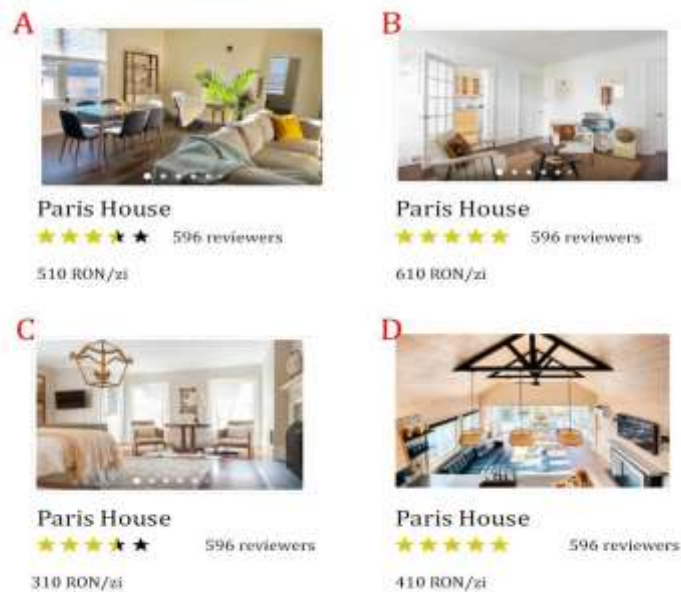 A
B
Paris House
596 reviewers
510 RON/zi
Paris House
596 reviewers
610 RON/zi
C
D
Paris House
596 reviewers
310 RON/zi
Paris House
596 reviewers
410 RON/zi